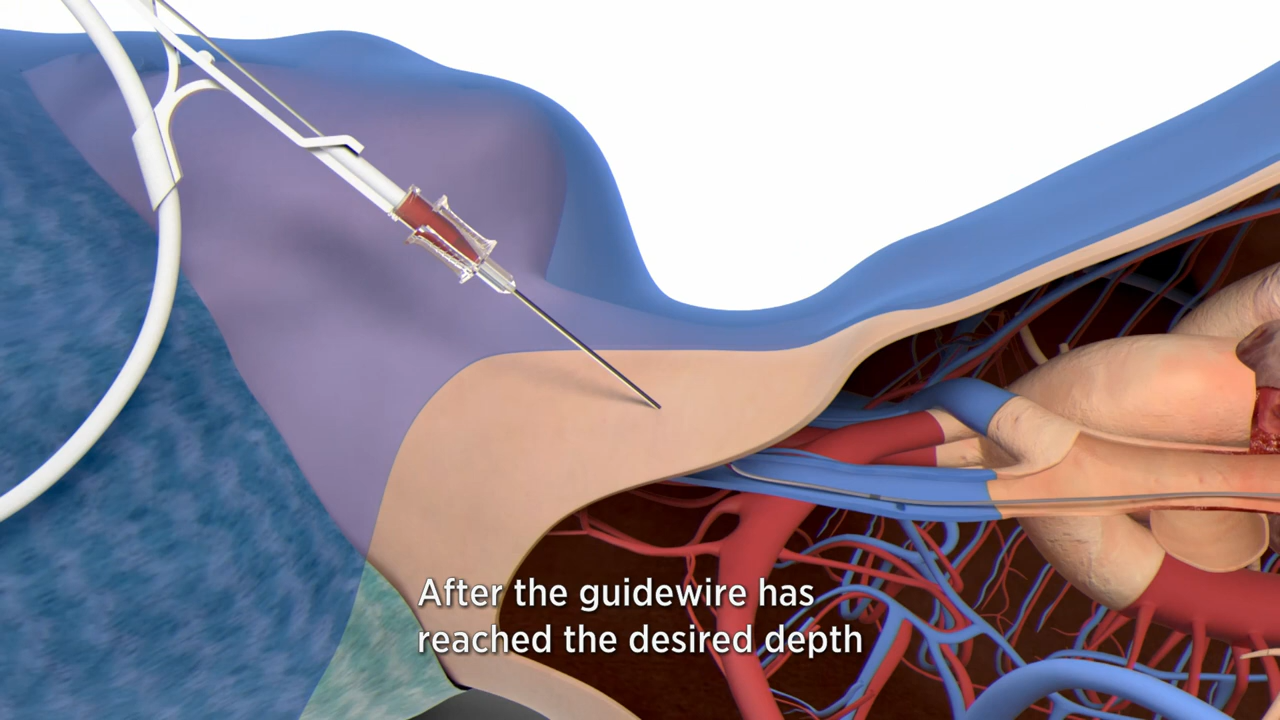 After the guidewire has
reached the desired depth